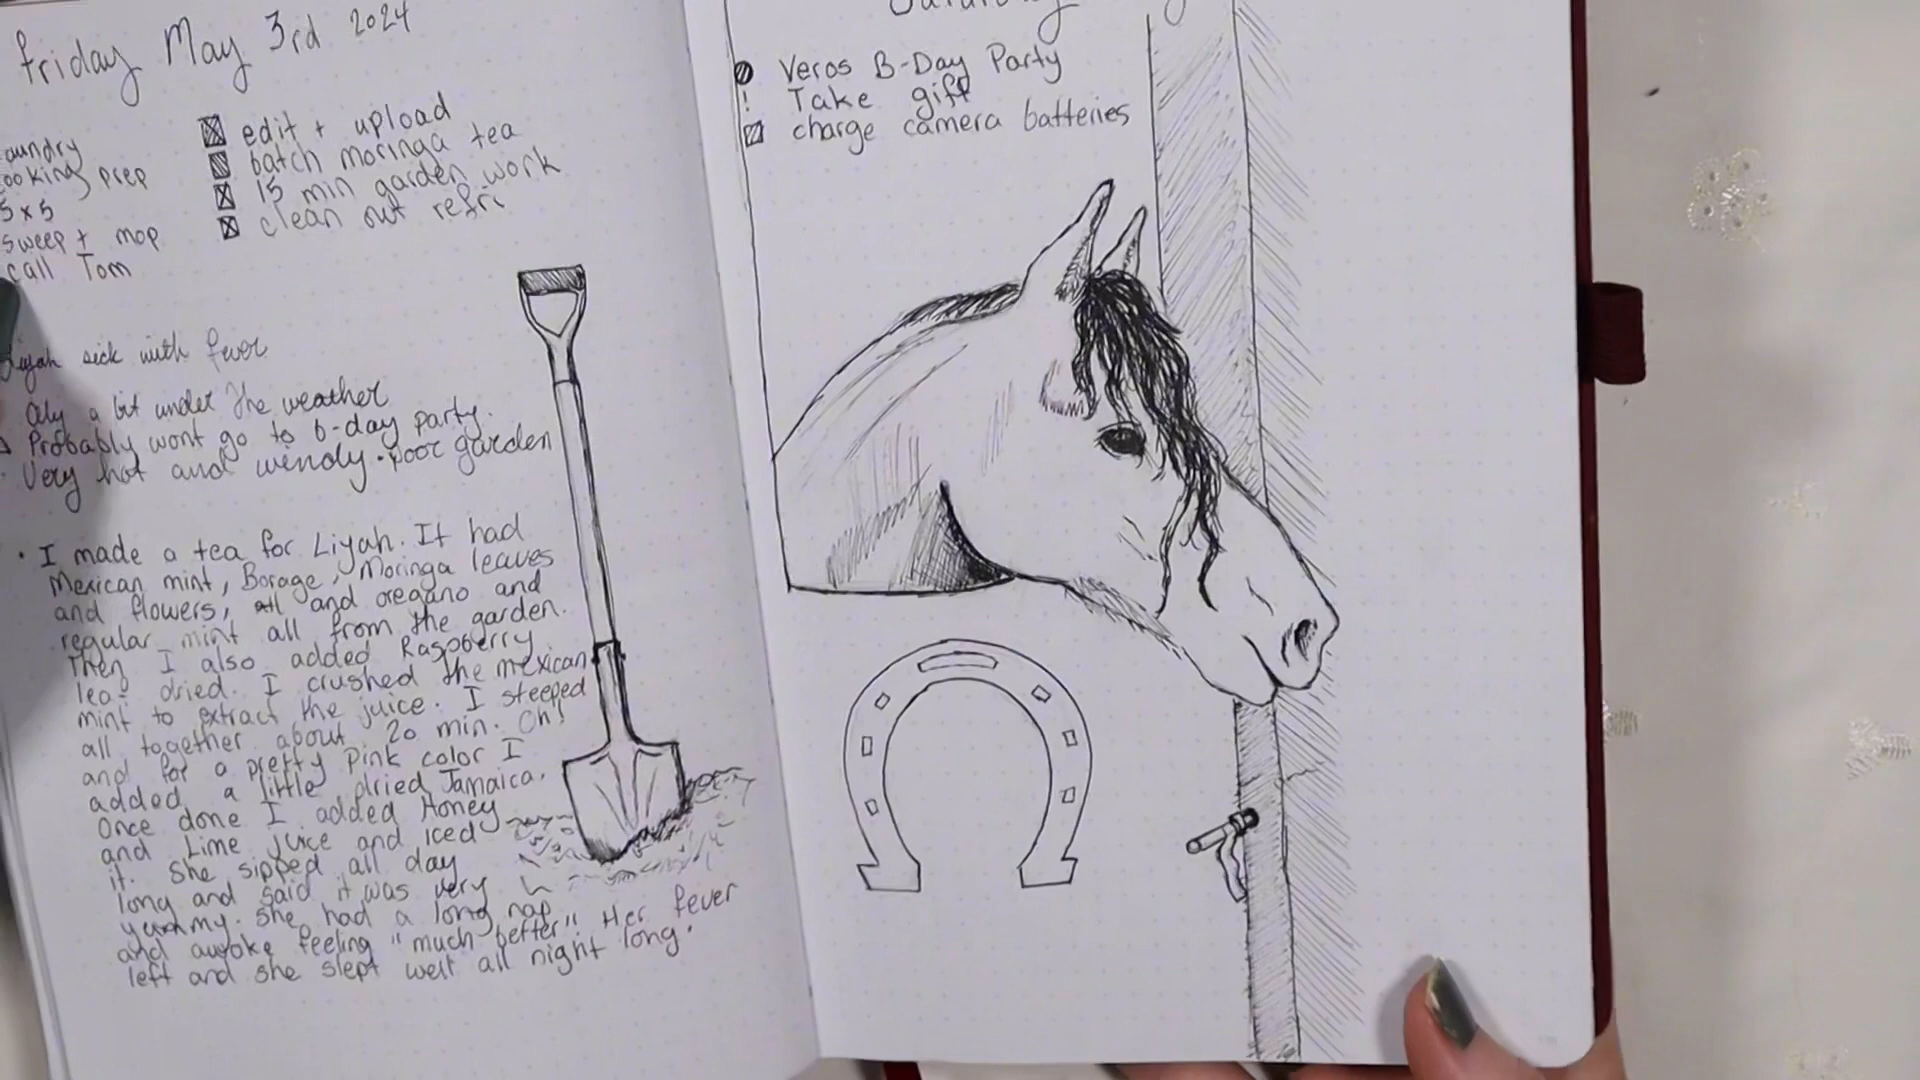 Friday May 3rd 2024
aundry
ooking prep
5x5
sweep + mop
call Tom
edit + upload
batch moringa tea
15 min garden work
clean out refri
Liyah sick with fever
a bit under the weather
Probably wont go to b-day party.
Very hot and windy. poor garden
• I made a tea for Liyah. It had
Mexican mint, Borage, Moringa leaves
and flowers, and oregano and
regular mint all from the garden.
Then I also added Raspberry
leaf dried. I crushed the mexican
mint to extract the juice. I steeped
all together about 20 min. Oh!
and for a pretty pink color I
added a little dried Jamaica.
Once done I added Honey
and Lime juice and iced
it. She sipped all day
long and said it was very
yummy. She had a long nap
and awoke feeling "much better". Her fever
left and she slept well all night long.
Veros B-Day Party
! Take gift
charge camera batteries